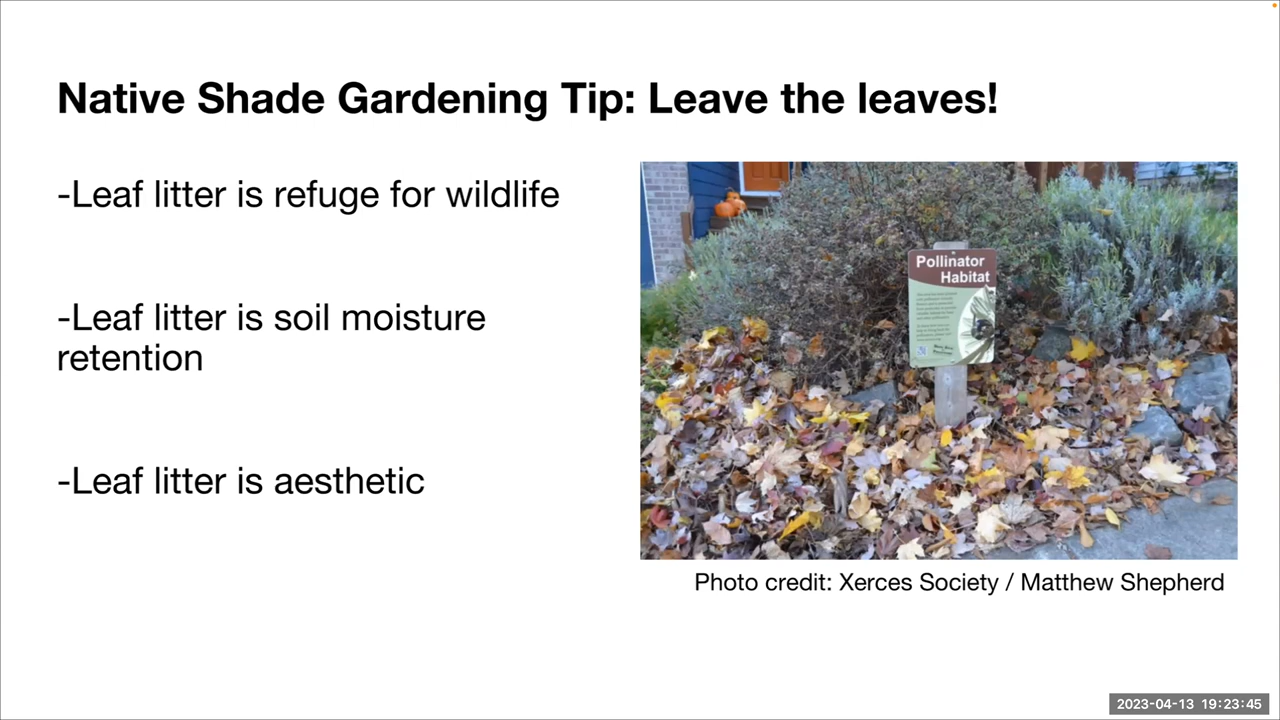 Native Shade Gardening Tip: Leave the leaves!
-Leaf litter is refuge for wildlife
-Leaf litter is soil moisture
retention
-Leaf litter is aesthetic
Pollinator
Habitat
Photo credit: Xerces Society / Matthew Shepherd
2023-04-13 19:23:45